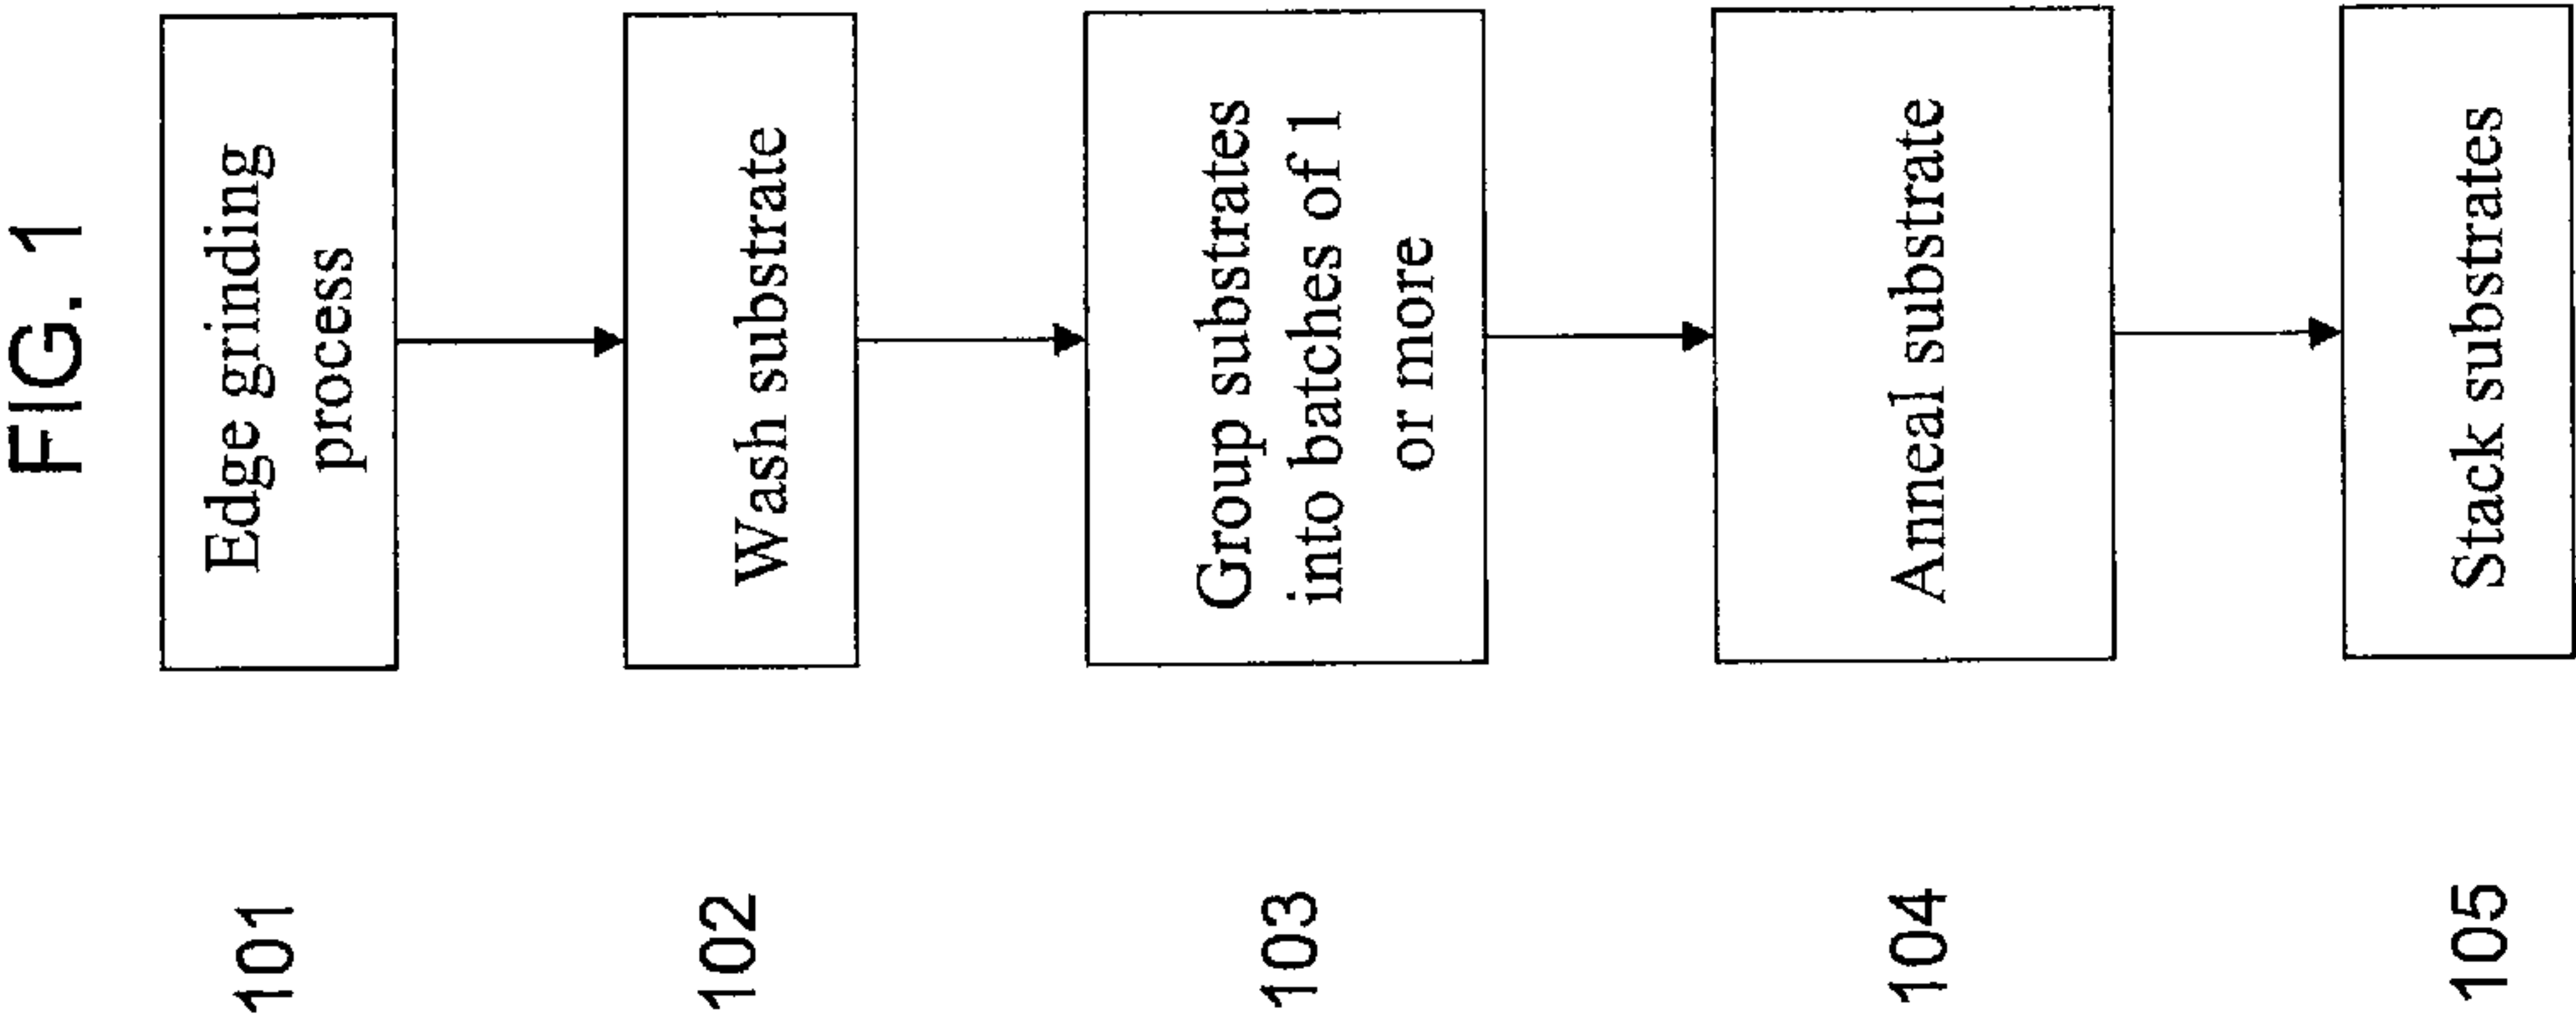 FIG. 1
101
Edge grinding
process
102
Wash substrate
103
Group substrates
into batches of 1
or more
104
Anneal substrate
105
Stack substrates